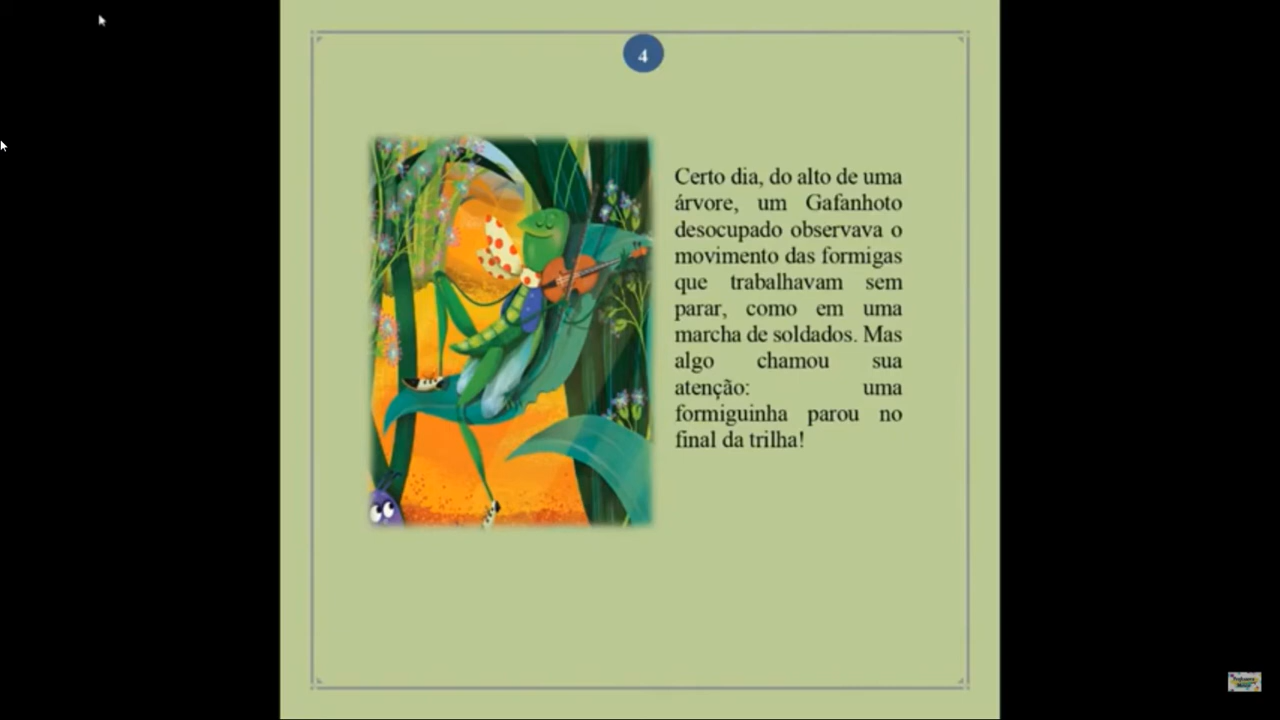 4
Certo dia, do alto de uma
árvore, um Gafanhoto
desocupado observava o
movimento das formigas
que trabalhavam sem
parar, como em uma
marcha de soldados. Mas
algo chamou sua
atenção: uma
formiguinha parou no
final da trilha!